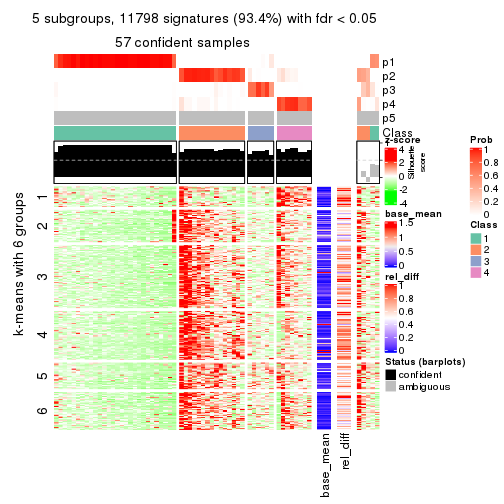 5 subgroups, 11798 signatures (93.4%) with fdr < 0.05
57 confident samples
p1
p2
p3
p4
p5
Class
z-score
4
2
0
-2
-4
Silhouette score
1
2
3
4
5
6
k-means with 6 groups
base_mean
1.5
1
0.5
0
rel_diff
1
0.8
0.6
0.4
0.2
0
Status (barplots)
confident
ambiguous
Prob
1
0.8
0.6
0.4
0.2
0
Class
1
2
3
4
base_mean
rel_diff